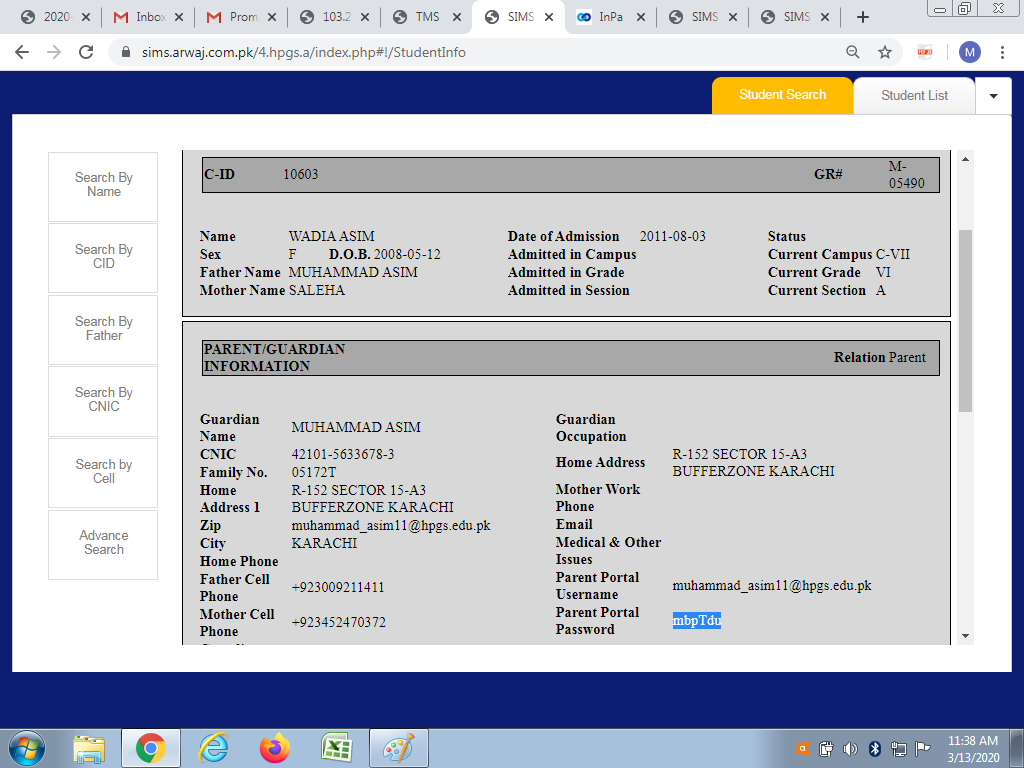 2020- Inbo Prom 103.2 TMS SIMS InPa SIMS SIMS
sims.arwaj.com.pk/4.hpgs.a/index.php#!/StudentInfo M
Student Search Student List
Search By Name
Search By CID
Search By Father
Search By CNIC
Search by Cell
Advance Search
C-ID 10603 GR# M-05490
Name WADIA ASIM Date of Admission 2011-08-03 Status
Sex F D.O.B. 2008-05-12 Admitted in Campus Current Campus C-VII
Father Name MUHAMMAD ASIM Admitted in Grade Current Grade VI
Mother Name SALEHA Admitted in Session Current Section A
PARENT/GUARDIAN INFORMATION Relation Parent
Guardian Name MUHAMMAD ASIM Guardian Occupation
CNIC 42101-5633678-3
Family No. 05172T
Home Address R-152 SECTOR 15-A3 BUFFERZONE KARACHI
Home Address 1 R-152 SECTOR 15-A3 BUFFERZONE KARACHI
Mother Work Phone
Zip muhammad_asim11@hpgs.edu.pk Email
City KARACHI Medical & Other Issues
Home Phone
Father Cell Phone +923009211411
Parent Portal Username muhammad_asim11@hpgs.edu.pk
Mother Cell Phone +923452470372
Parent Portal Password mbpTdu
11:38 AM
3/13/2020